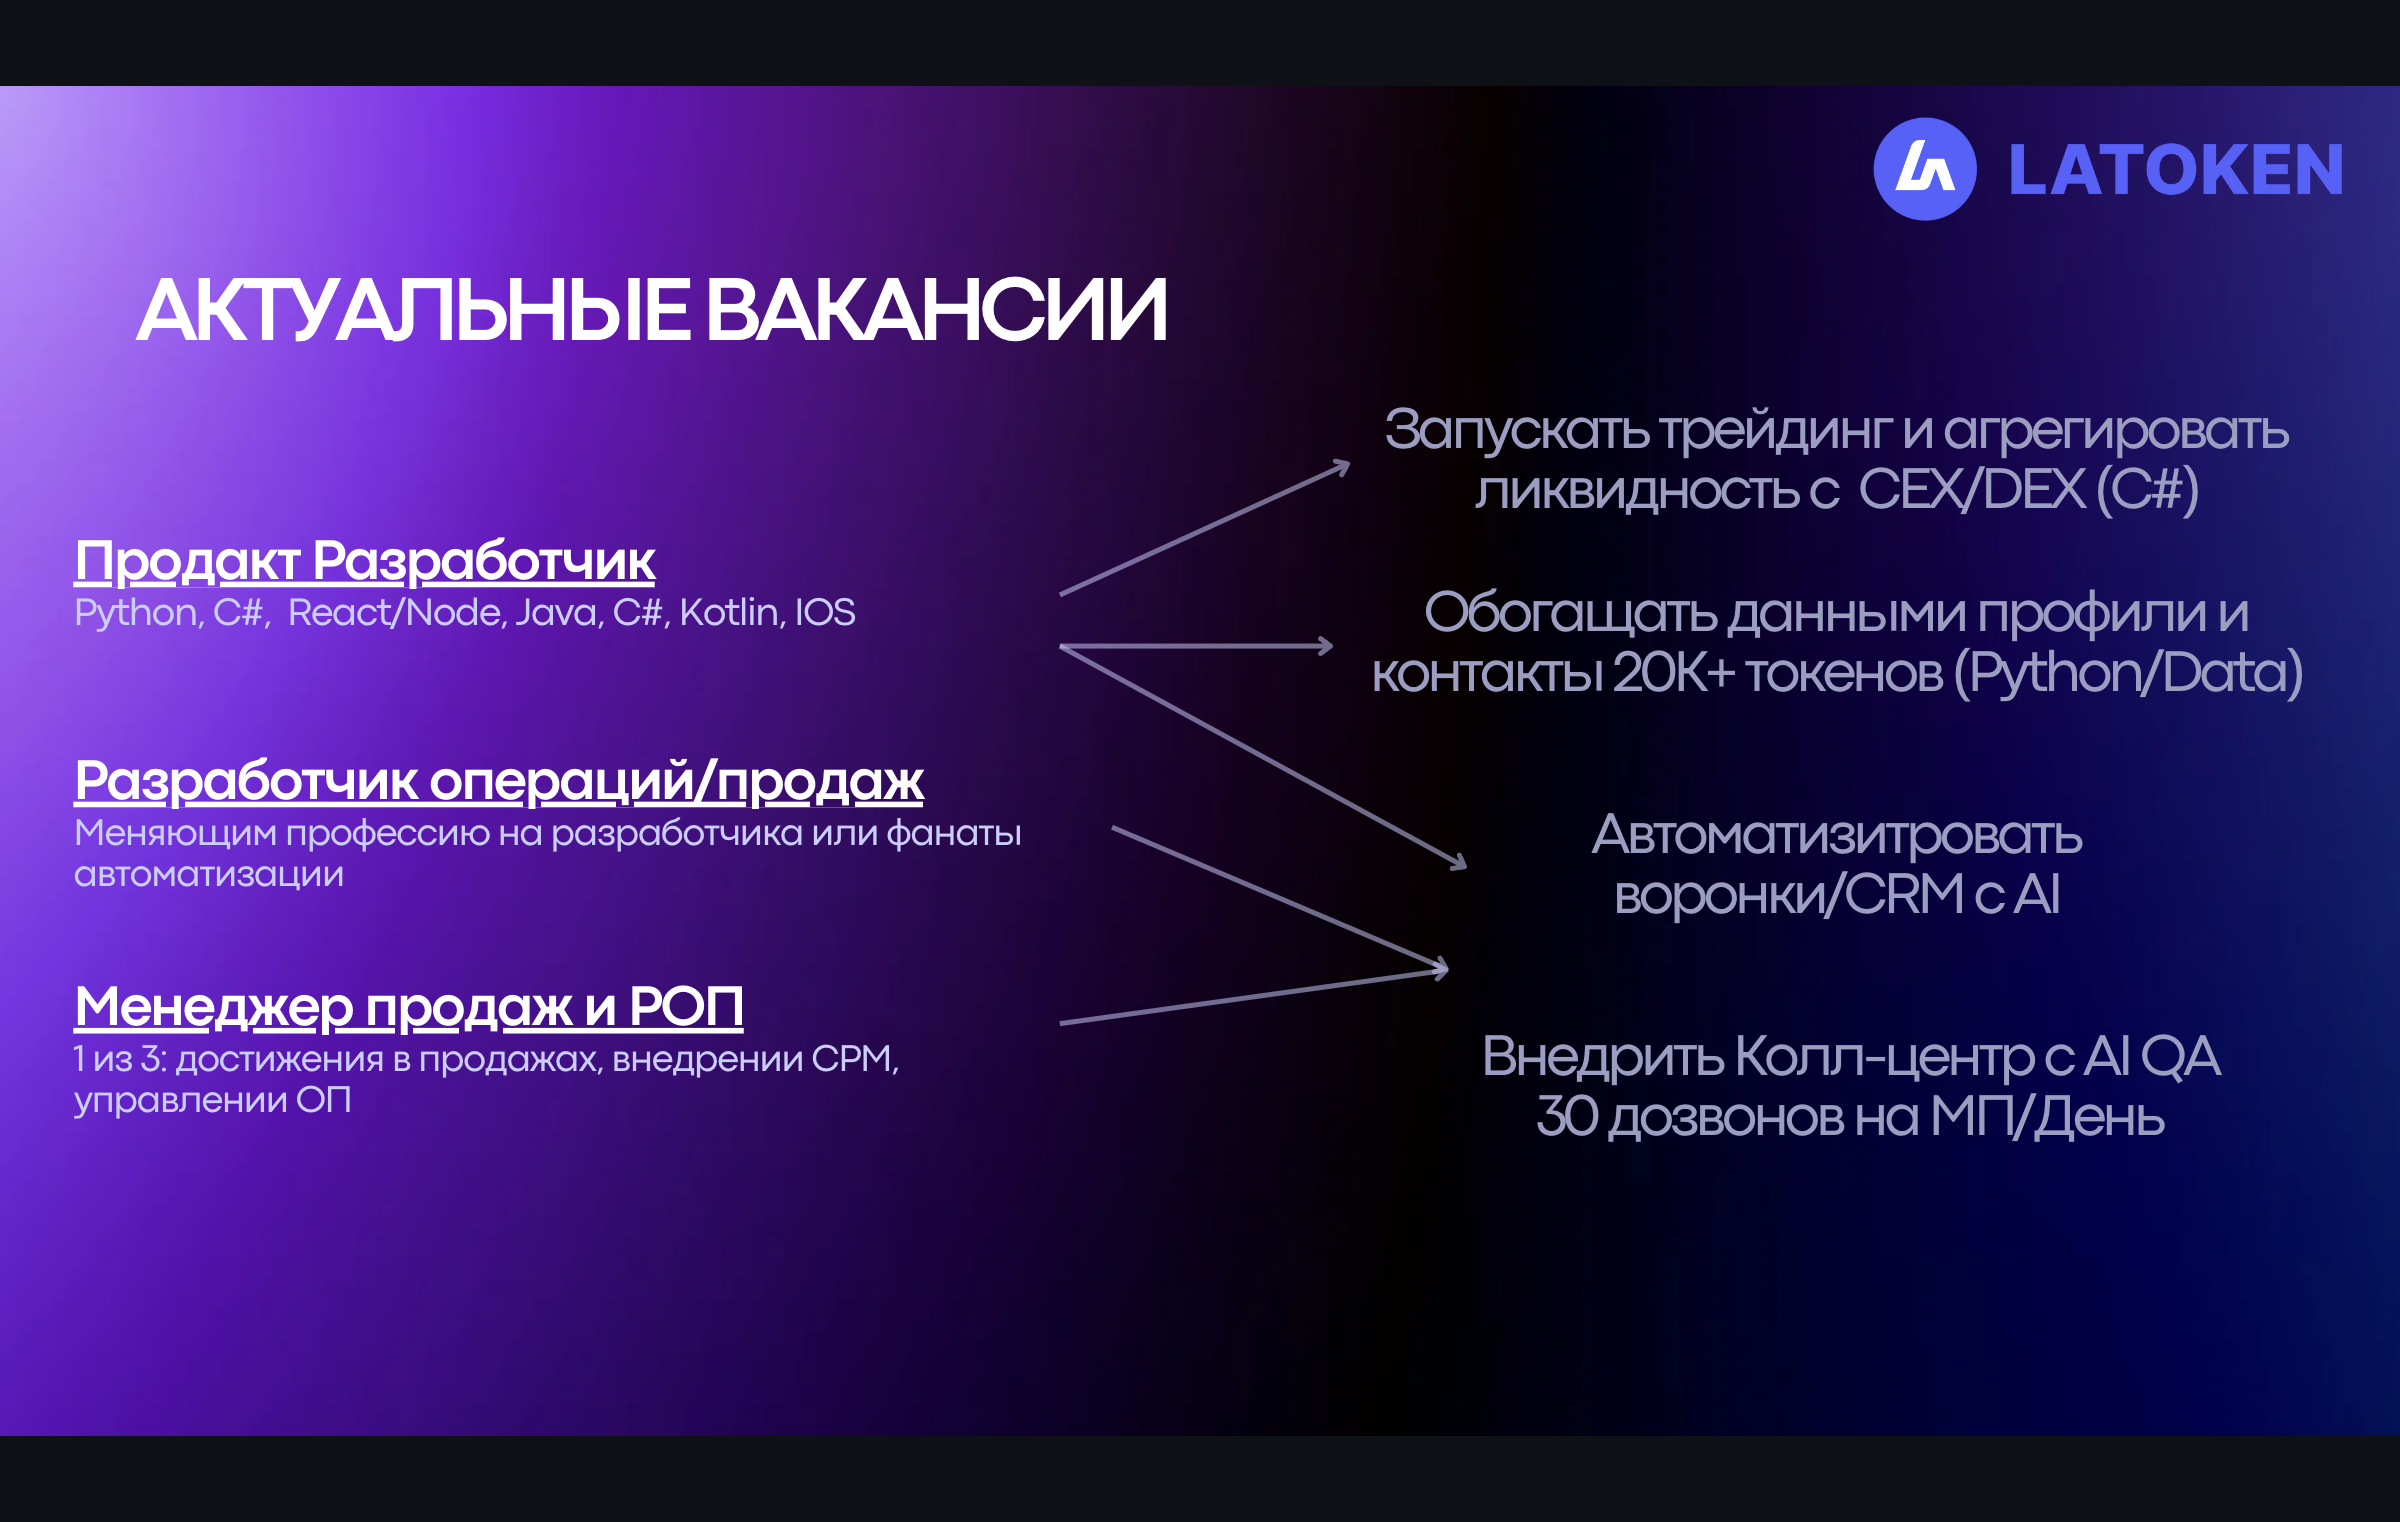 LATOKEN
АКТУАЛЬНЫЕ ВАКАНСИИ
Продакт Разработчик
Python, C#, React/Node, Java, C#, Kotlin, IOS
Разработчик операций/продаж
Меняющим профессию на разработчика или фанаты
автоматизации
Менеджер продаж и РОП
1 из 3: достижения в продажах, внедрении СРМ,
управлении ОП
Запускать трейдинг и агрегировать
ликвидность с CEX/DEX (C#)
Обогащать данными профили и
контакты 20К+ токенов (Python/Data)
Автоматизитровать
воронки/CRM с AI
Внедрить Колл-центр с AI QA
30 дозвонов на МП/День